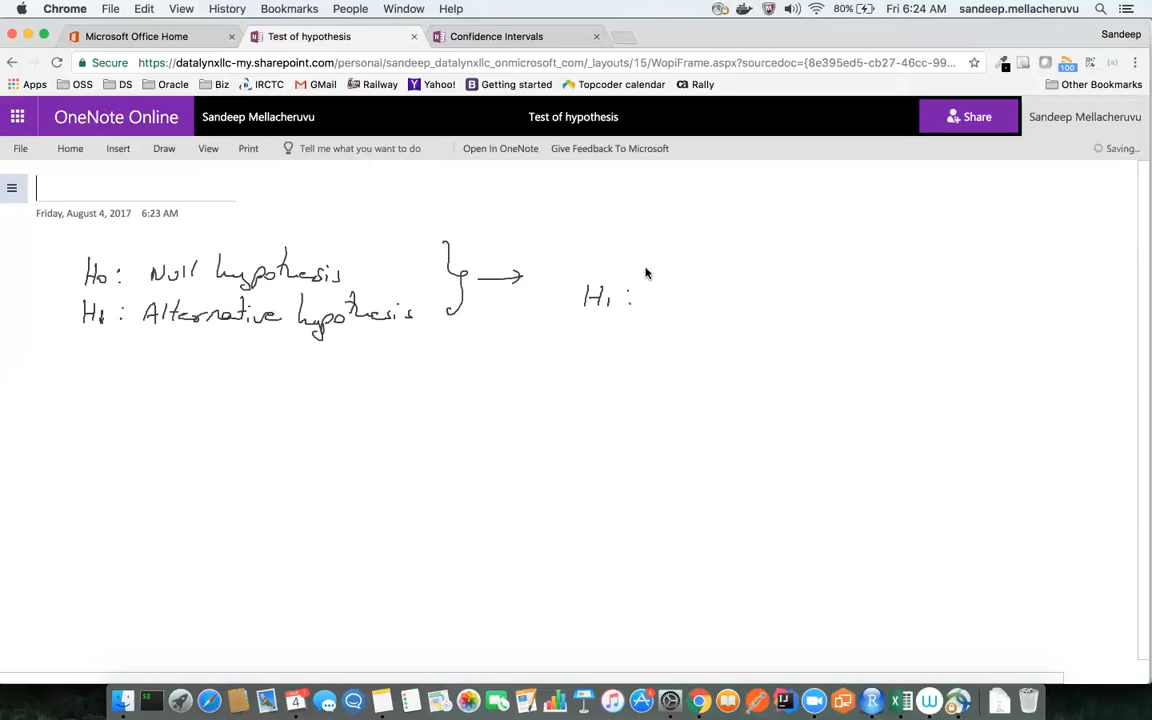 Chrome File Edit View History Bookmarks People Window Help 80% Fri 6:24 AM sandeep.mellacheruvu
Microsoft Office Home Test of hypothesis Confidence Intervals Sandeep
Secure https://datalynxllc-my.sharepoint.com/personal/sandeep_datalynxllc_onmicrosoft_com/_layouts/15/WopiFrame.aspx?sourcedoc={8e395ed5-cb27-46cc-99... 100
Apps OSS DS Oracle Biz IRCTC GMail Railway Yahoo! Getting started Topcoder calendar Rally Other Bookmarks
OneNote Online Sandeep Mellacheruvu Test of hypothesis Share Sandeep Mellacheruvu
File Home Insert Draw View Print Tell me what you want to do Open In OneNote Give Feedback To Microsoft Saving...
Friday, August 4, 2017 6:23 AM
H0: Null hypothesis
H1: Alternative hypothesis
H1: